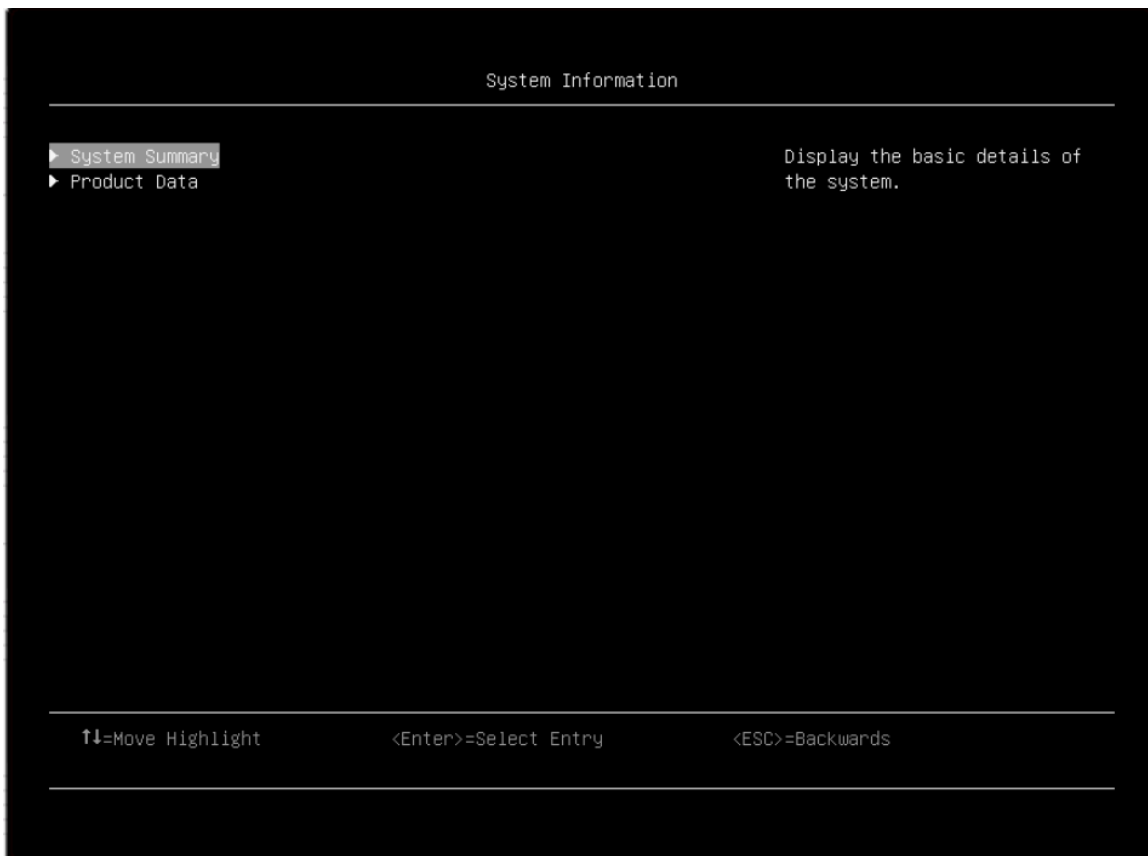 System Information
▶ System Summary
▶ Product Data
Display the basic details of
the system.
↑↓=Move Highlight <Enter>=Select Entry <ESC>=Backwards